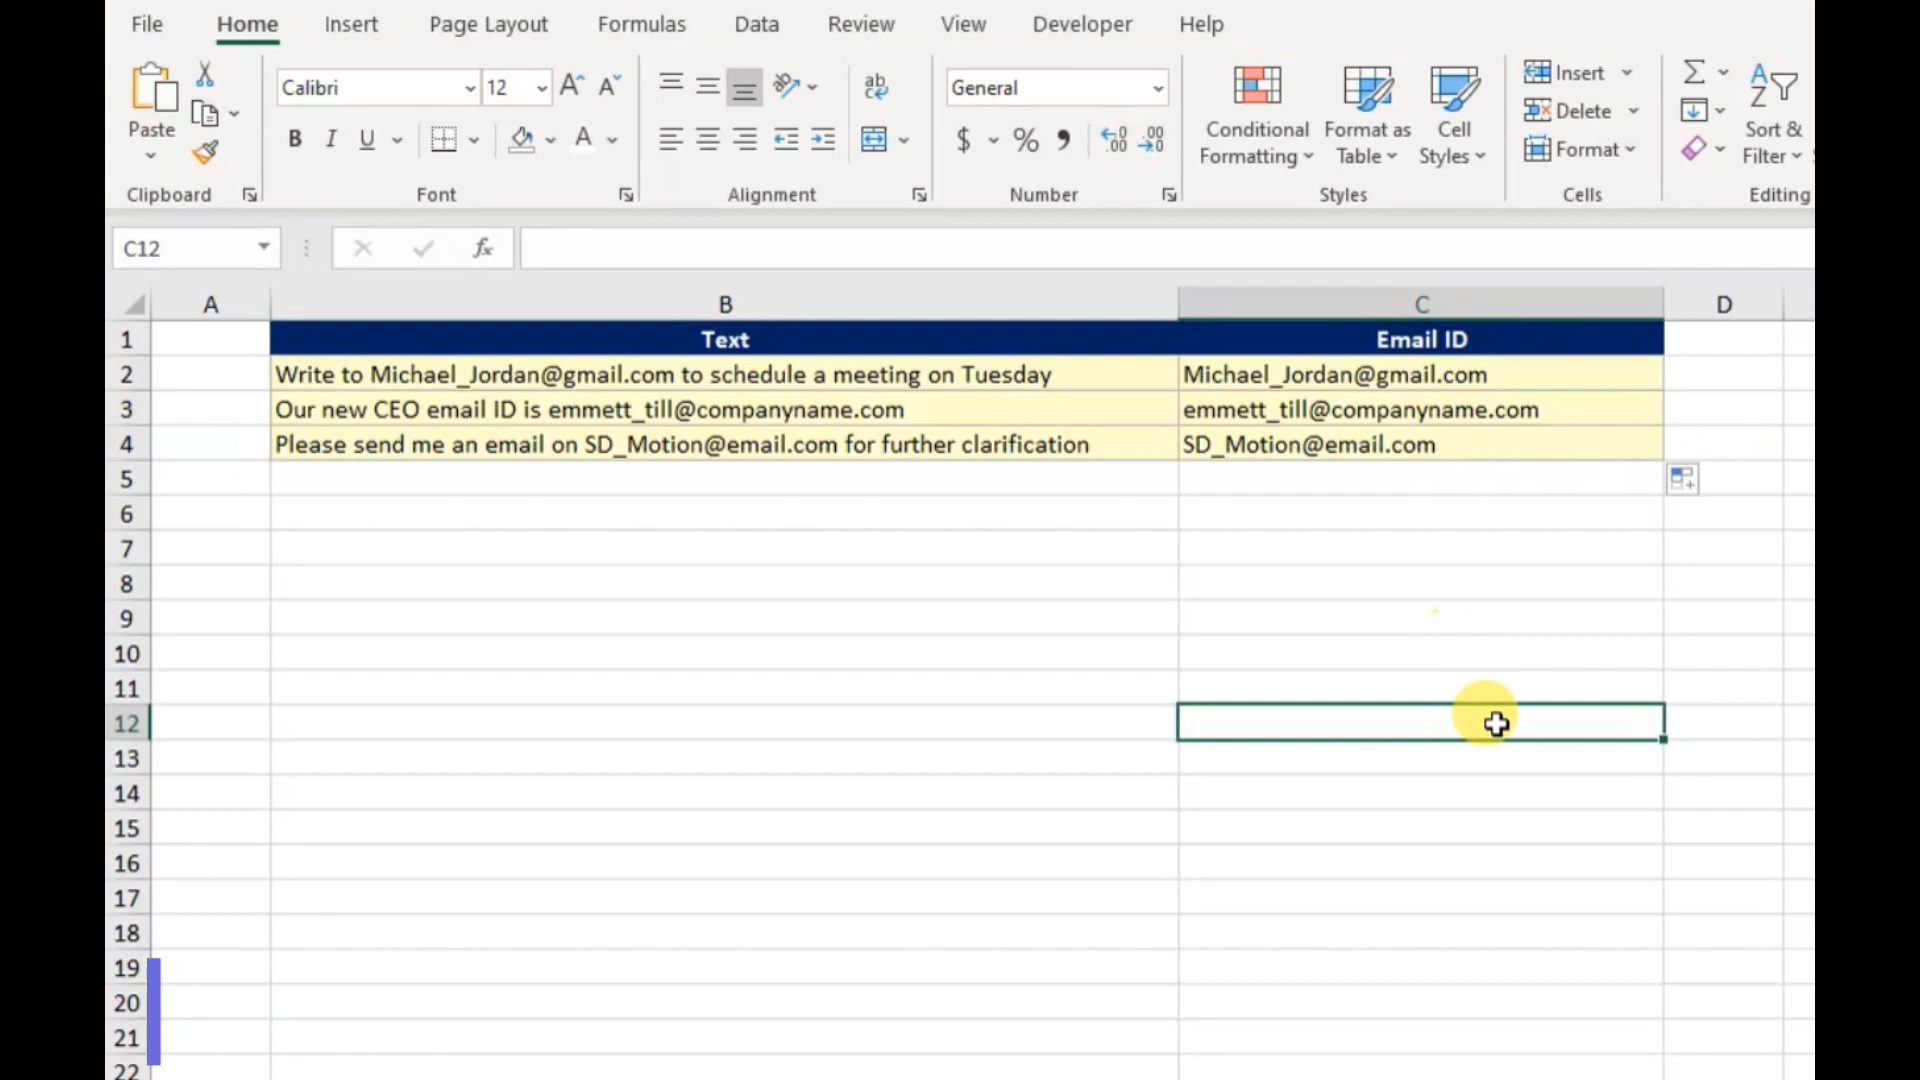 File Home Insert Page Layout Formulas Data Review View Developer Help
Calibri 12 General
Paste
B I U
$ % 
Conditional Formatting
Format as Table
Cell Styles
Insert
Delete
Format
Sort & Filter
Clipboard Font Alignment Number Styles Cells Editing
C12 fx
A B C D
1 Text Email ID
2 Write to Michael_Jordan@gmail.com to schedule a meeting on Tuesday Michael_Jordan@gmail.com
3 Our new CEO email ID is emmett_till@companyname.com emmett_till@companyname.com
4 Please send me an email on SD_Motion@email.com for further clarification SD_Motion@email.com
5
6
7
8
9
10
11
12
13
14
15
16
17
18
19
20
21
22